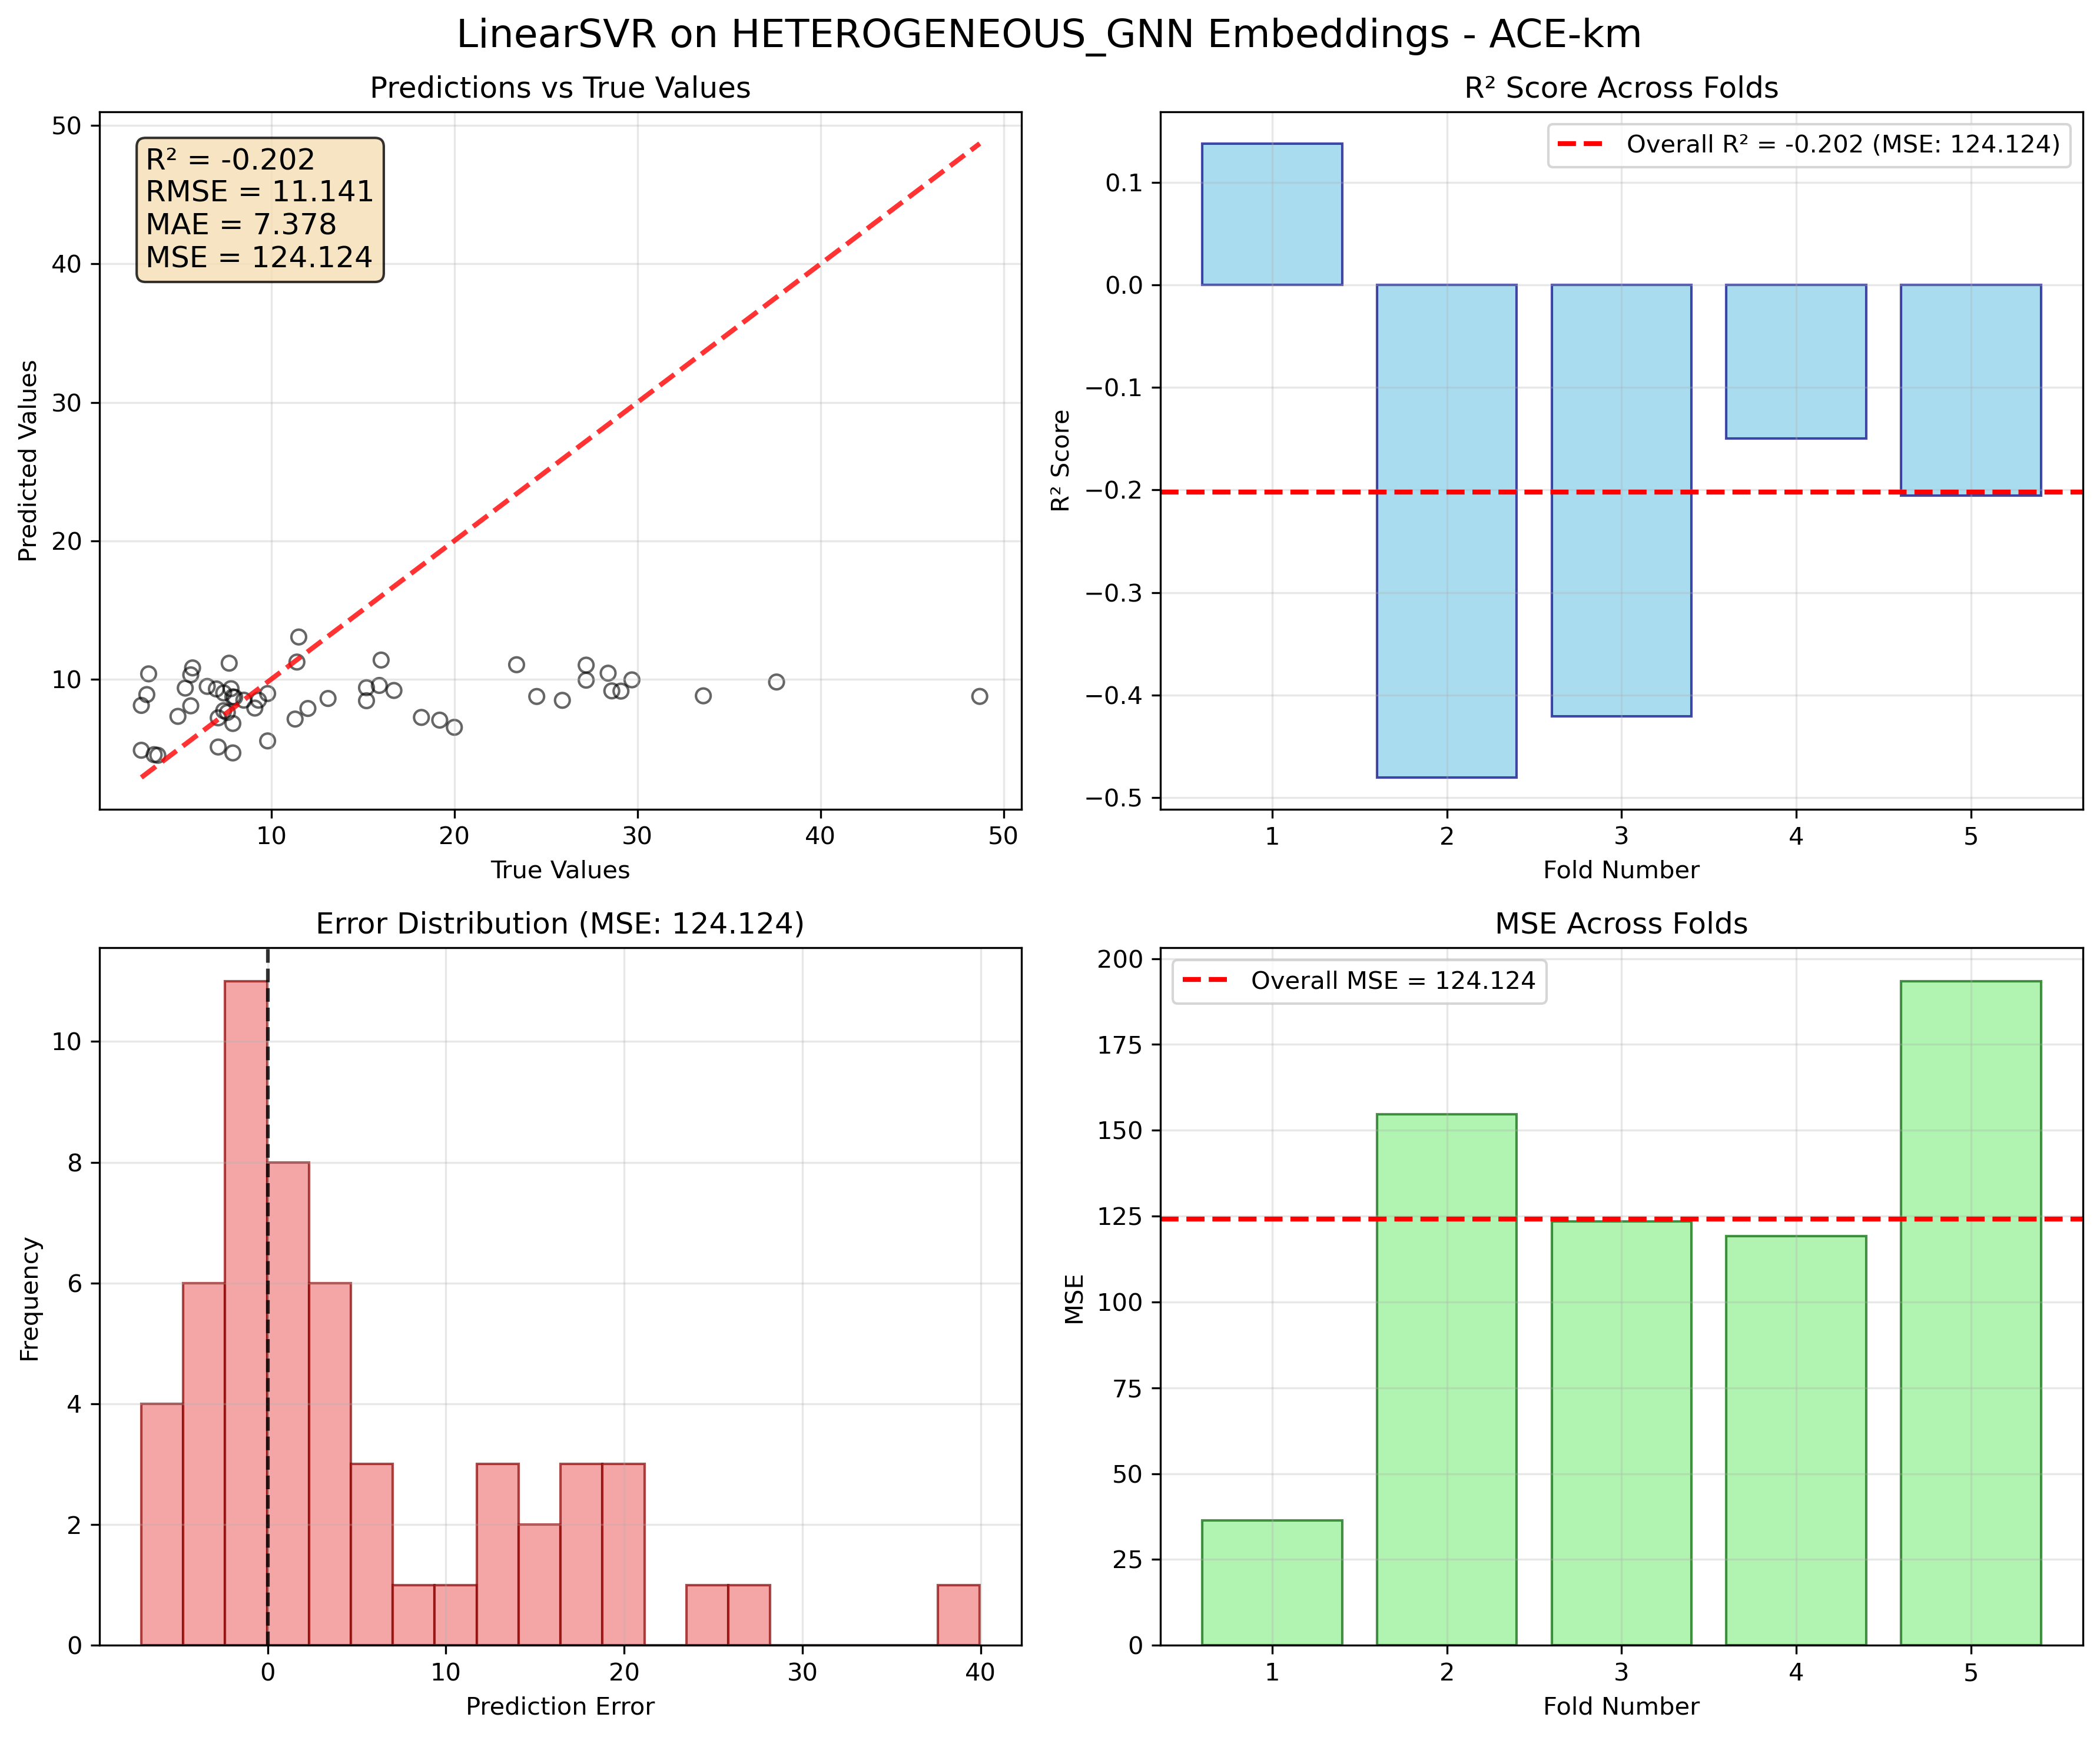 LinearSVR on HETEROGENEOUS_GNN Embeddings - ACE-km
Predictions vs True Values
R² = -0.202
RMSE = 11.141
MAE = 7.378
MSE = 124.124
50
40
30
20
10
Predicted Values
10 20 30 40 50
True Values
R² Score Across Folds
Overall R² = -0.202 (MSE: 124.124)
0.1
0.0
−0.1
−0.2
−0.3
−0.4
−0.5
R² Score
1 2 3 4 5
Fold Number
Error Distribution (MSE: 124.124)
10
8
6
4
2
0
Frequency
0 10 20 30 40
Prediction Error
MSE Across Folds
Overall MSE = 124.124
200
175
150
125
100
75
50
25
0
MSE
1 2 3 4 5
Fold Number